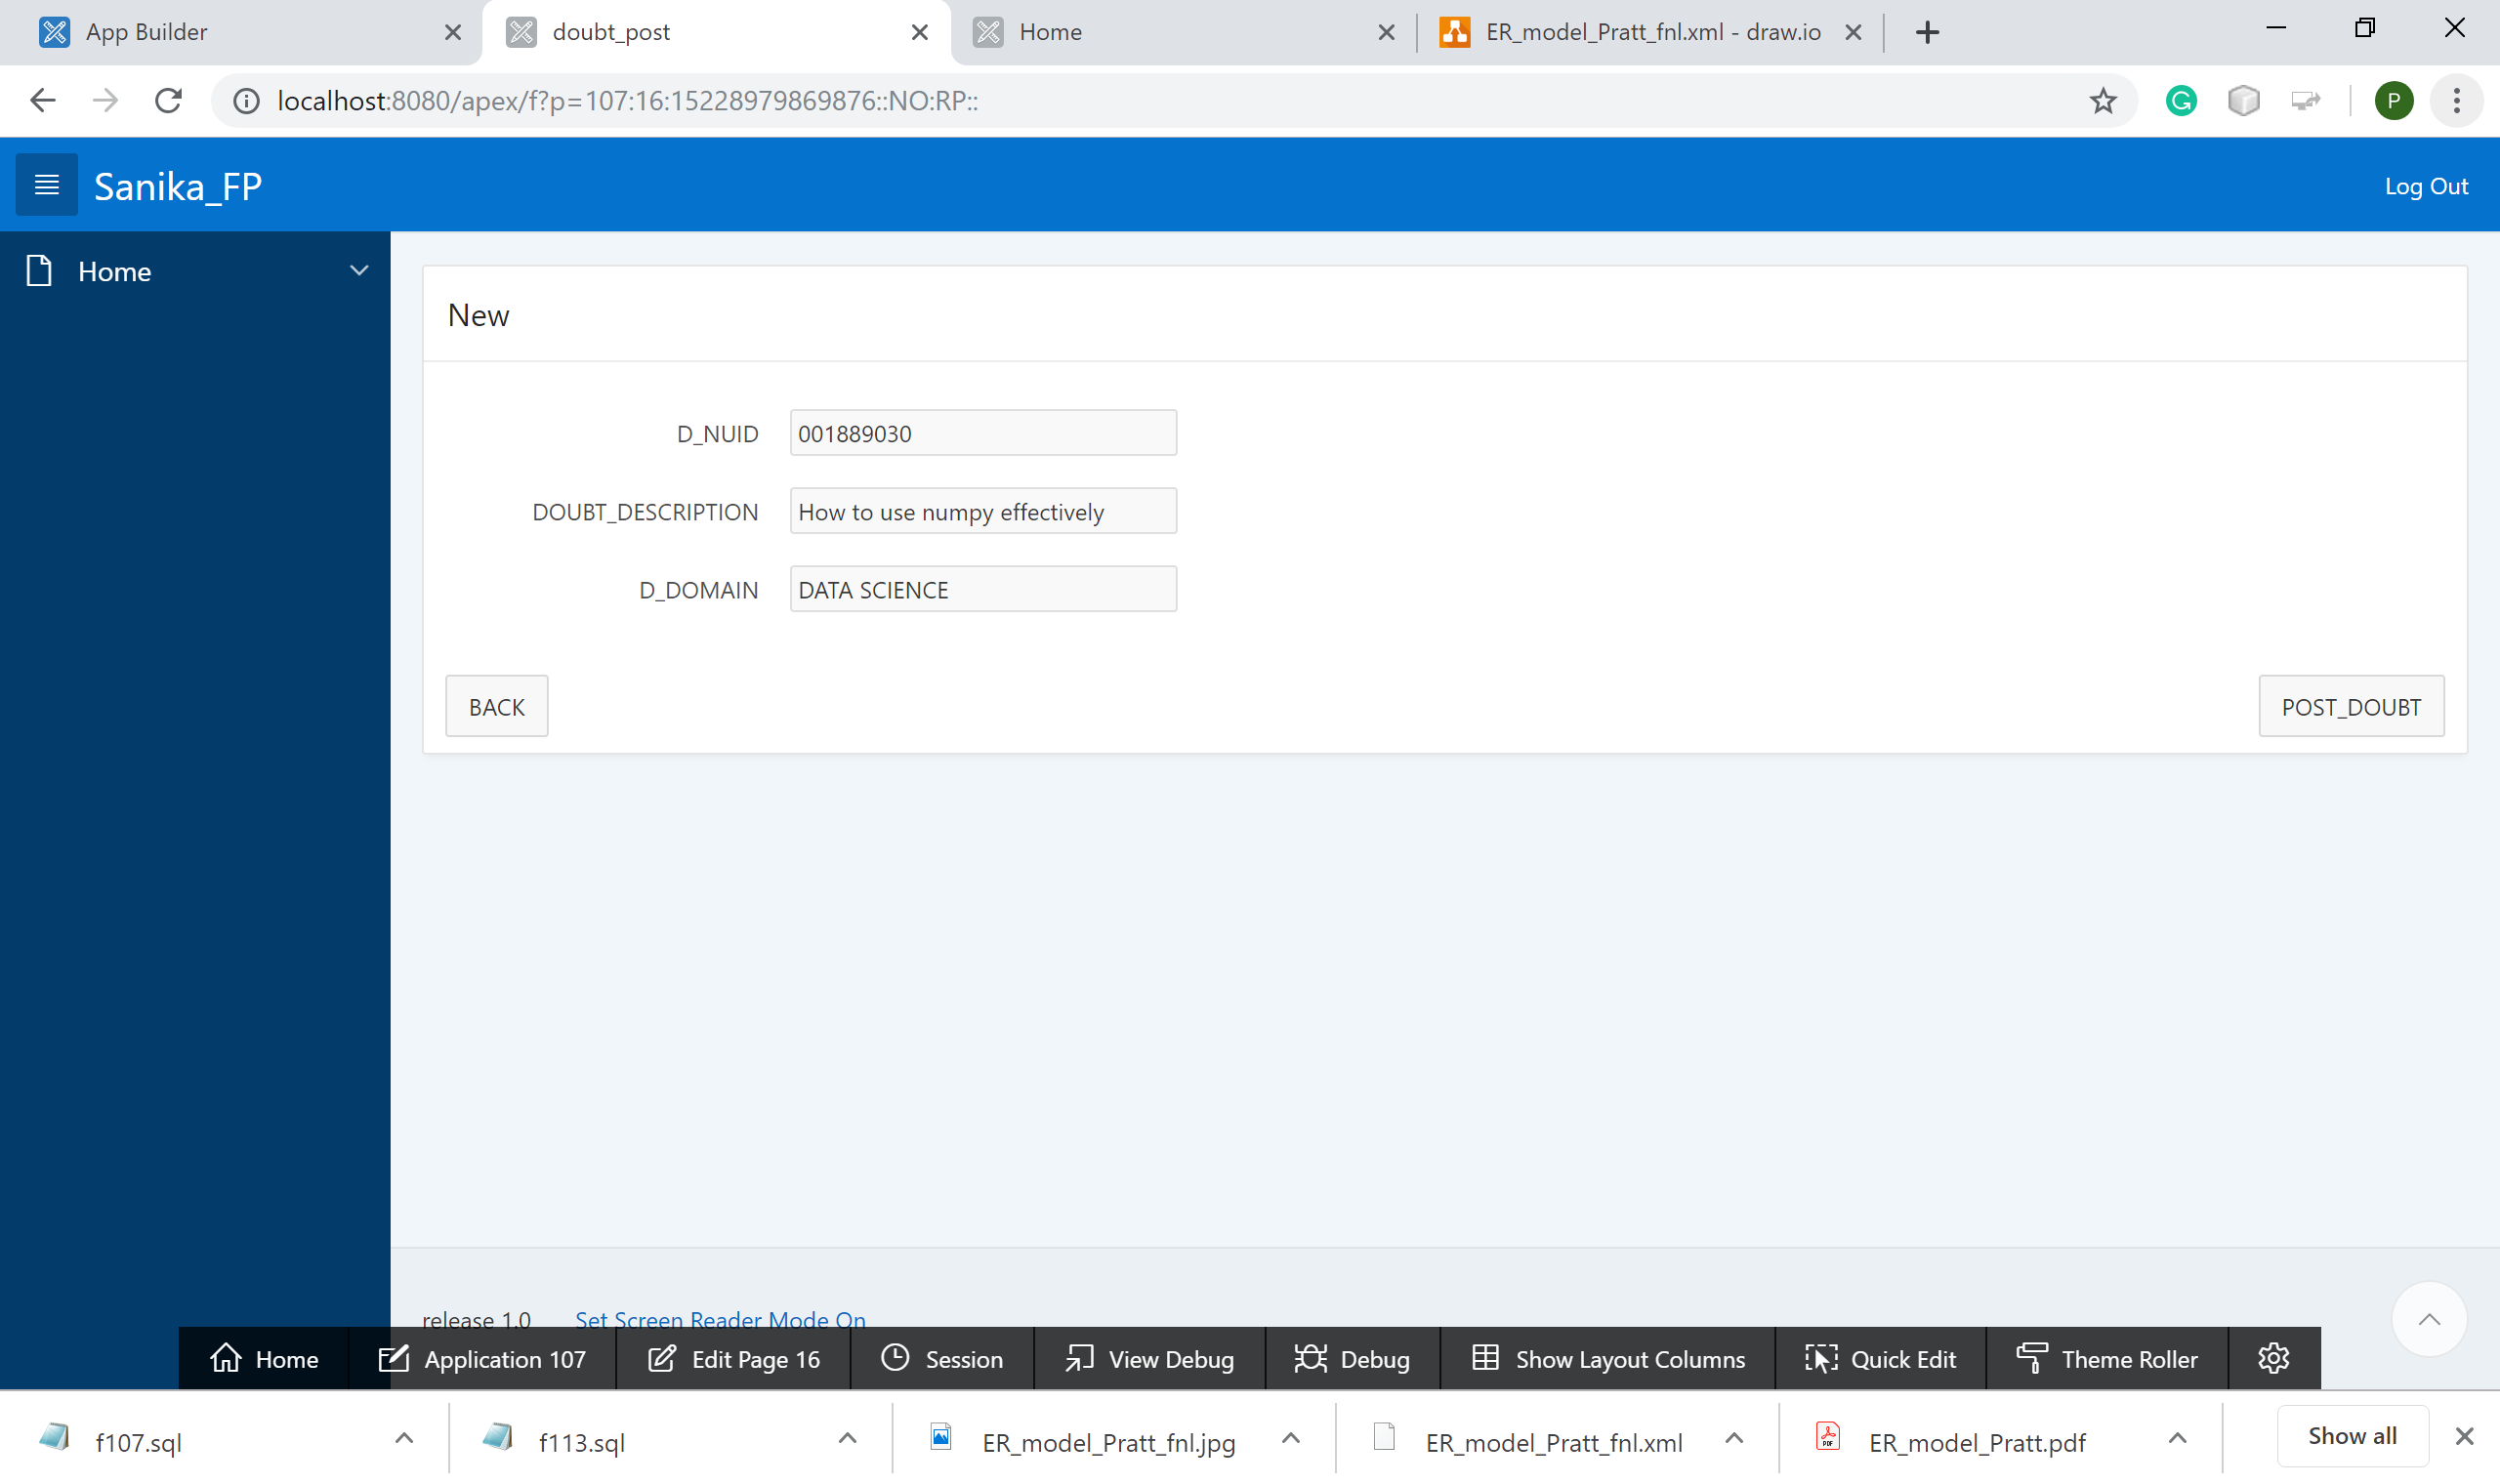 App Builder
doubt_post
Home
ER_model_Pratt_fnl.xml - draw.io
localhost:8080/apex/f?p=107:16:15228979869876::NO:RP::
P
Sanika_FP
Log Out
Home
New
D_NUID 001889030
DOUBT_DESCRIPTION How to use numpy effectively
D_DOMAIN DATA SCIENCE
BACK
POST_DOUBT
release 1.0 Set Screen Reader Mode On
Home
Application 107
Edit Page 16
Session
View Debug
Debug
Show Layout Columns
Quick Edit
Theme Roller
f107.sql
f113.sql
ER_model_Pratt_fnl.jpg
ER_model_Pratt_fnl.xml
PDF
ER_model_Pratt.pdf
Show all